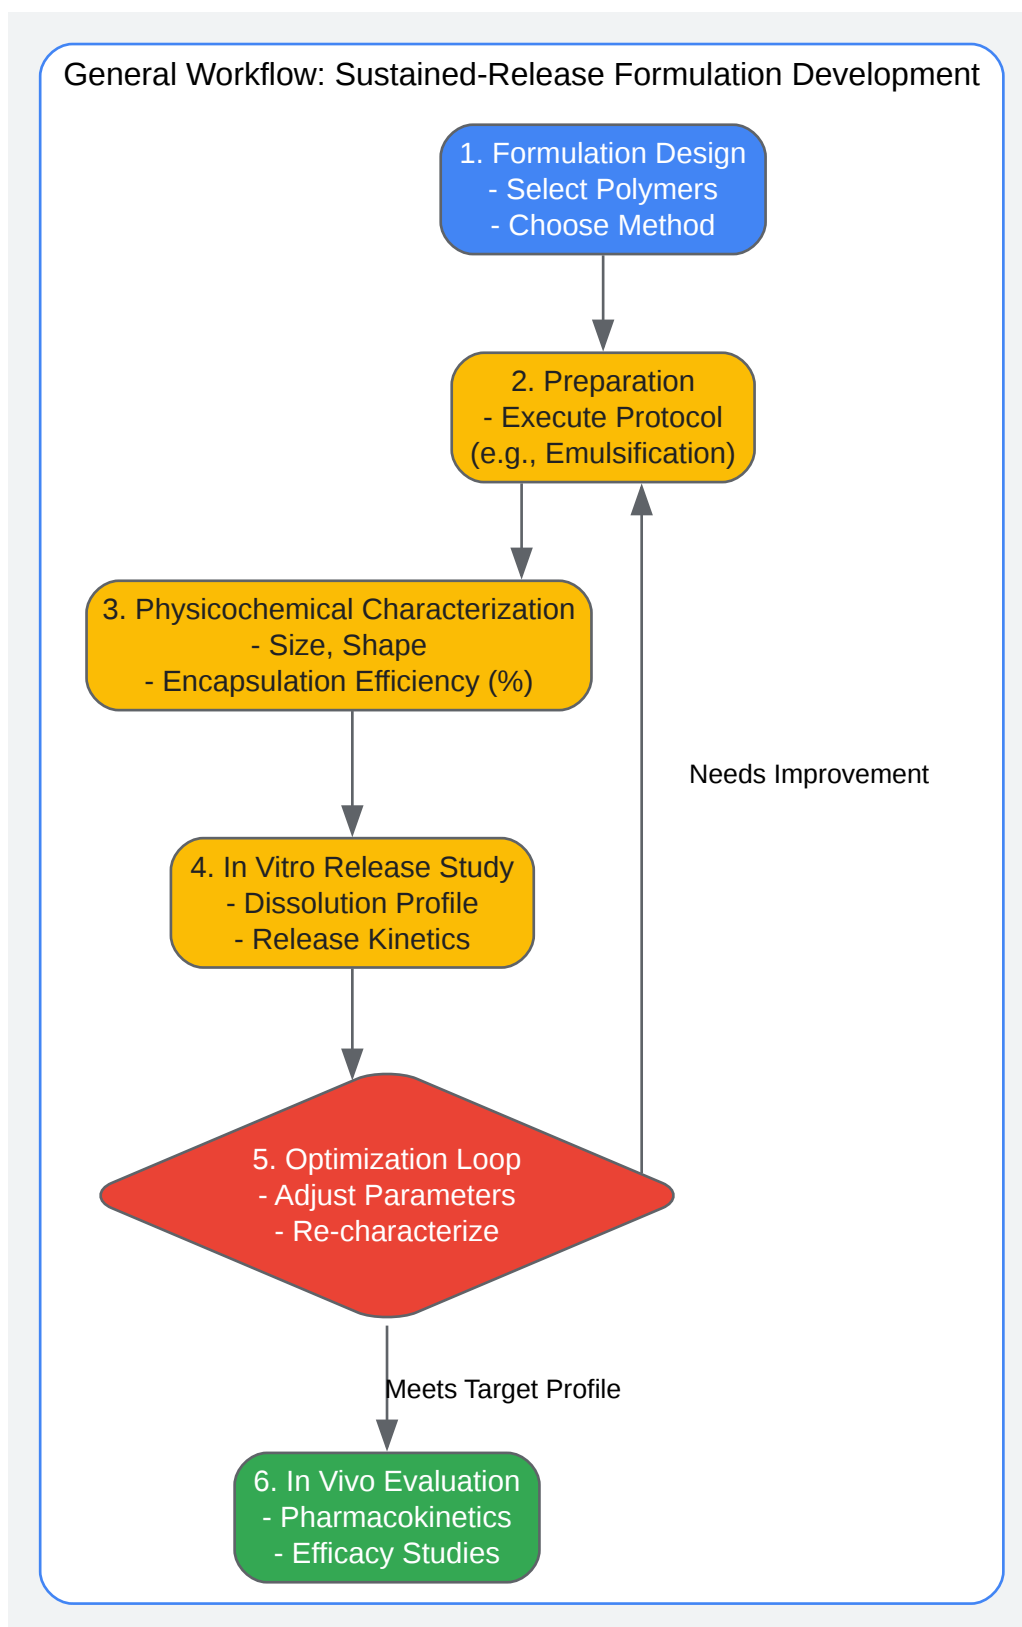 General Workflow: Sustained-Release Formulation Development
1. Formulation Design
- Select Polymers
- Choose Method
2. Preparation
- Execute Protocol
(e.g., Emulsification)
3. Physicochemical Characterization
- Size, Shape
- Encapsulation Efficiency (%)
Needs Improvement
4. In Vitro Release Study
- Dissolution Profile
- Release Kinetics
5. Optimization Loop
- Adjust Parameters
- Re-characterize
Meets Target Profile
6. In Vivo Evaluation
- Pharmacokinetics
- Efficacy Studies